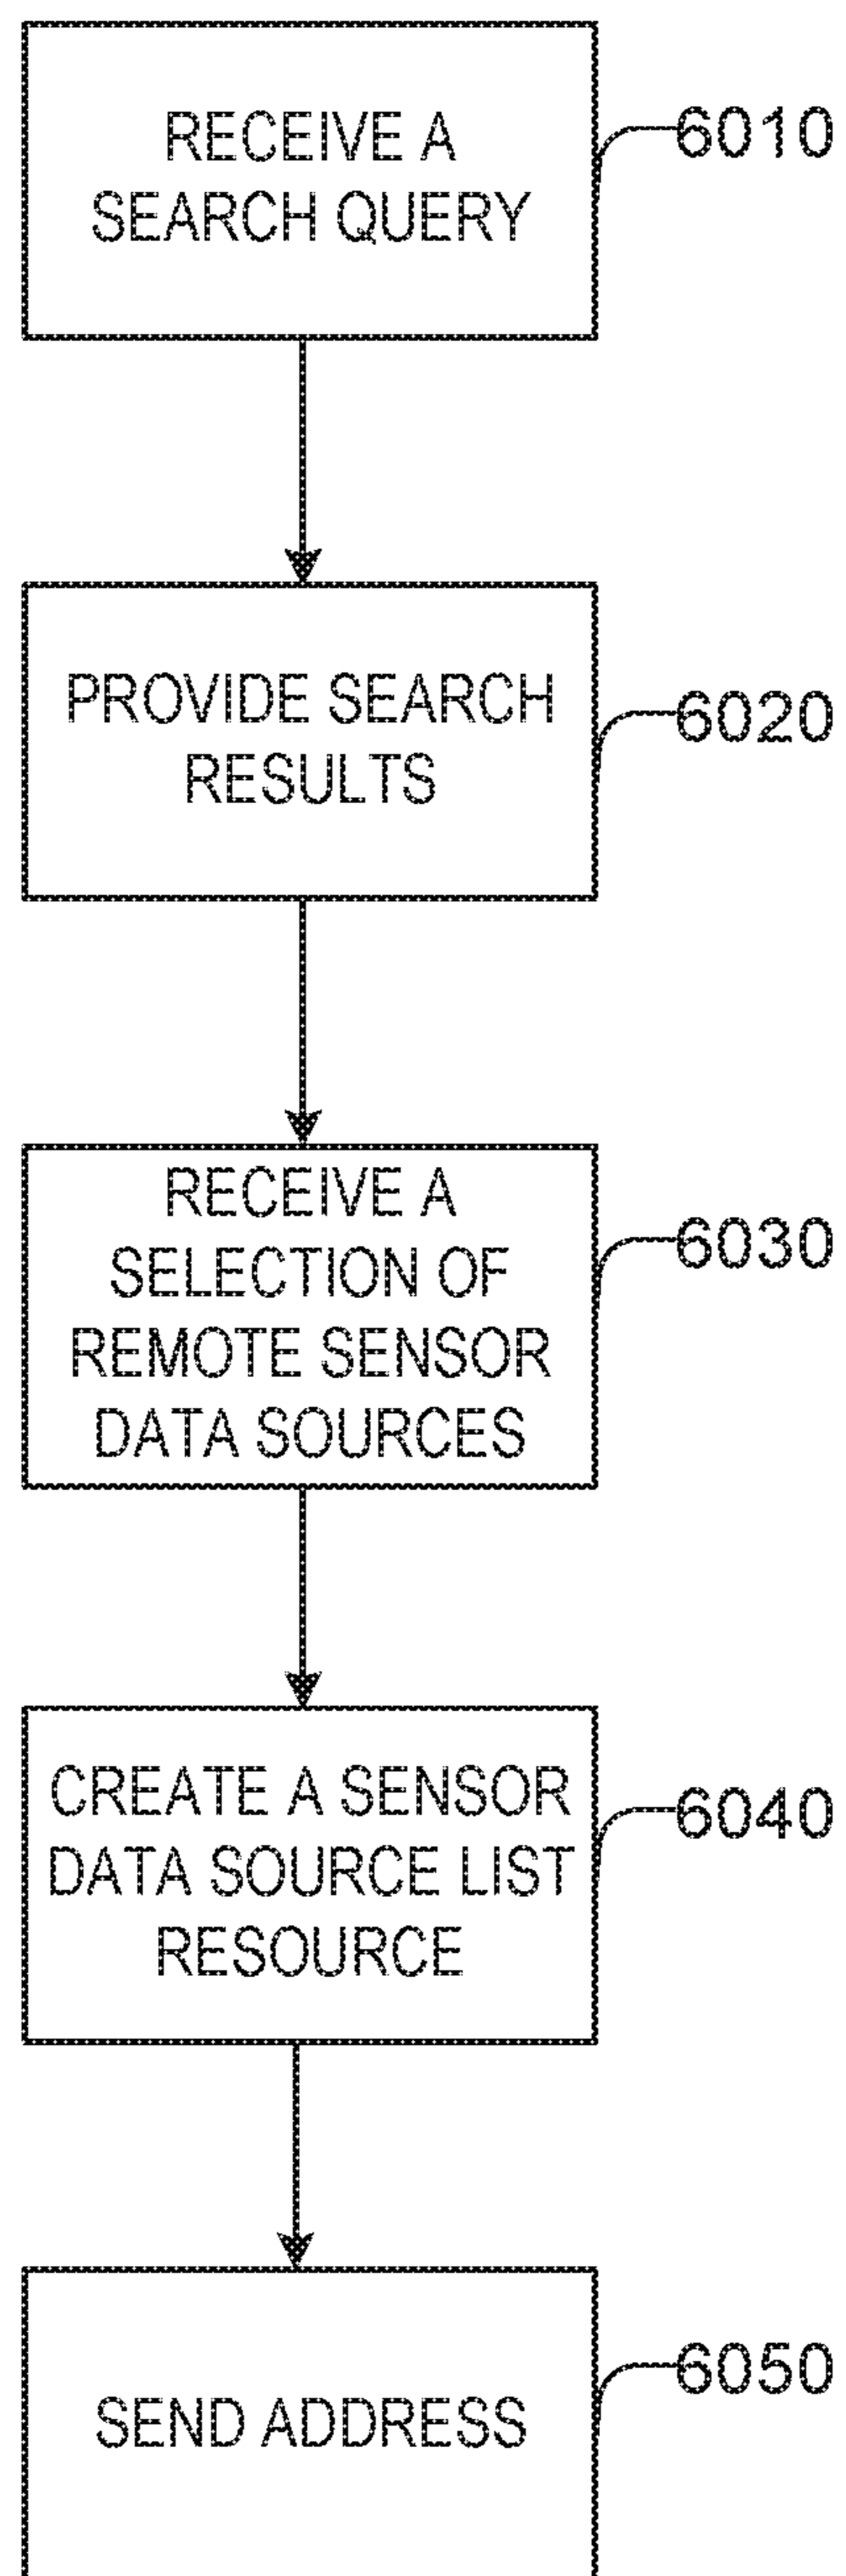 RECEIVE A
SEARCH QUERY
6010
PROVIDE SEARCH
RESULTS
6020
RECEIVE A
SELECTION OF
REMOTE SENSOR
DATA SOURCES
6030
CREATE A SENSOR
DATA SOURCE LIST
RESOURCE
6040
SEND ADDRESS
6050